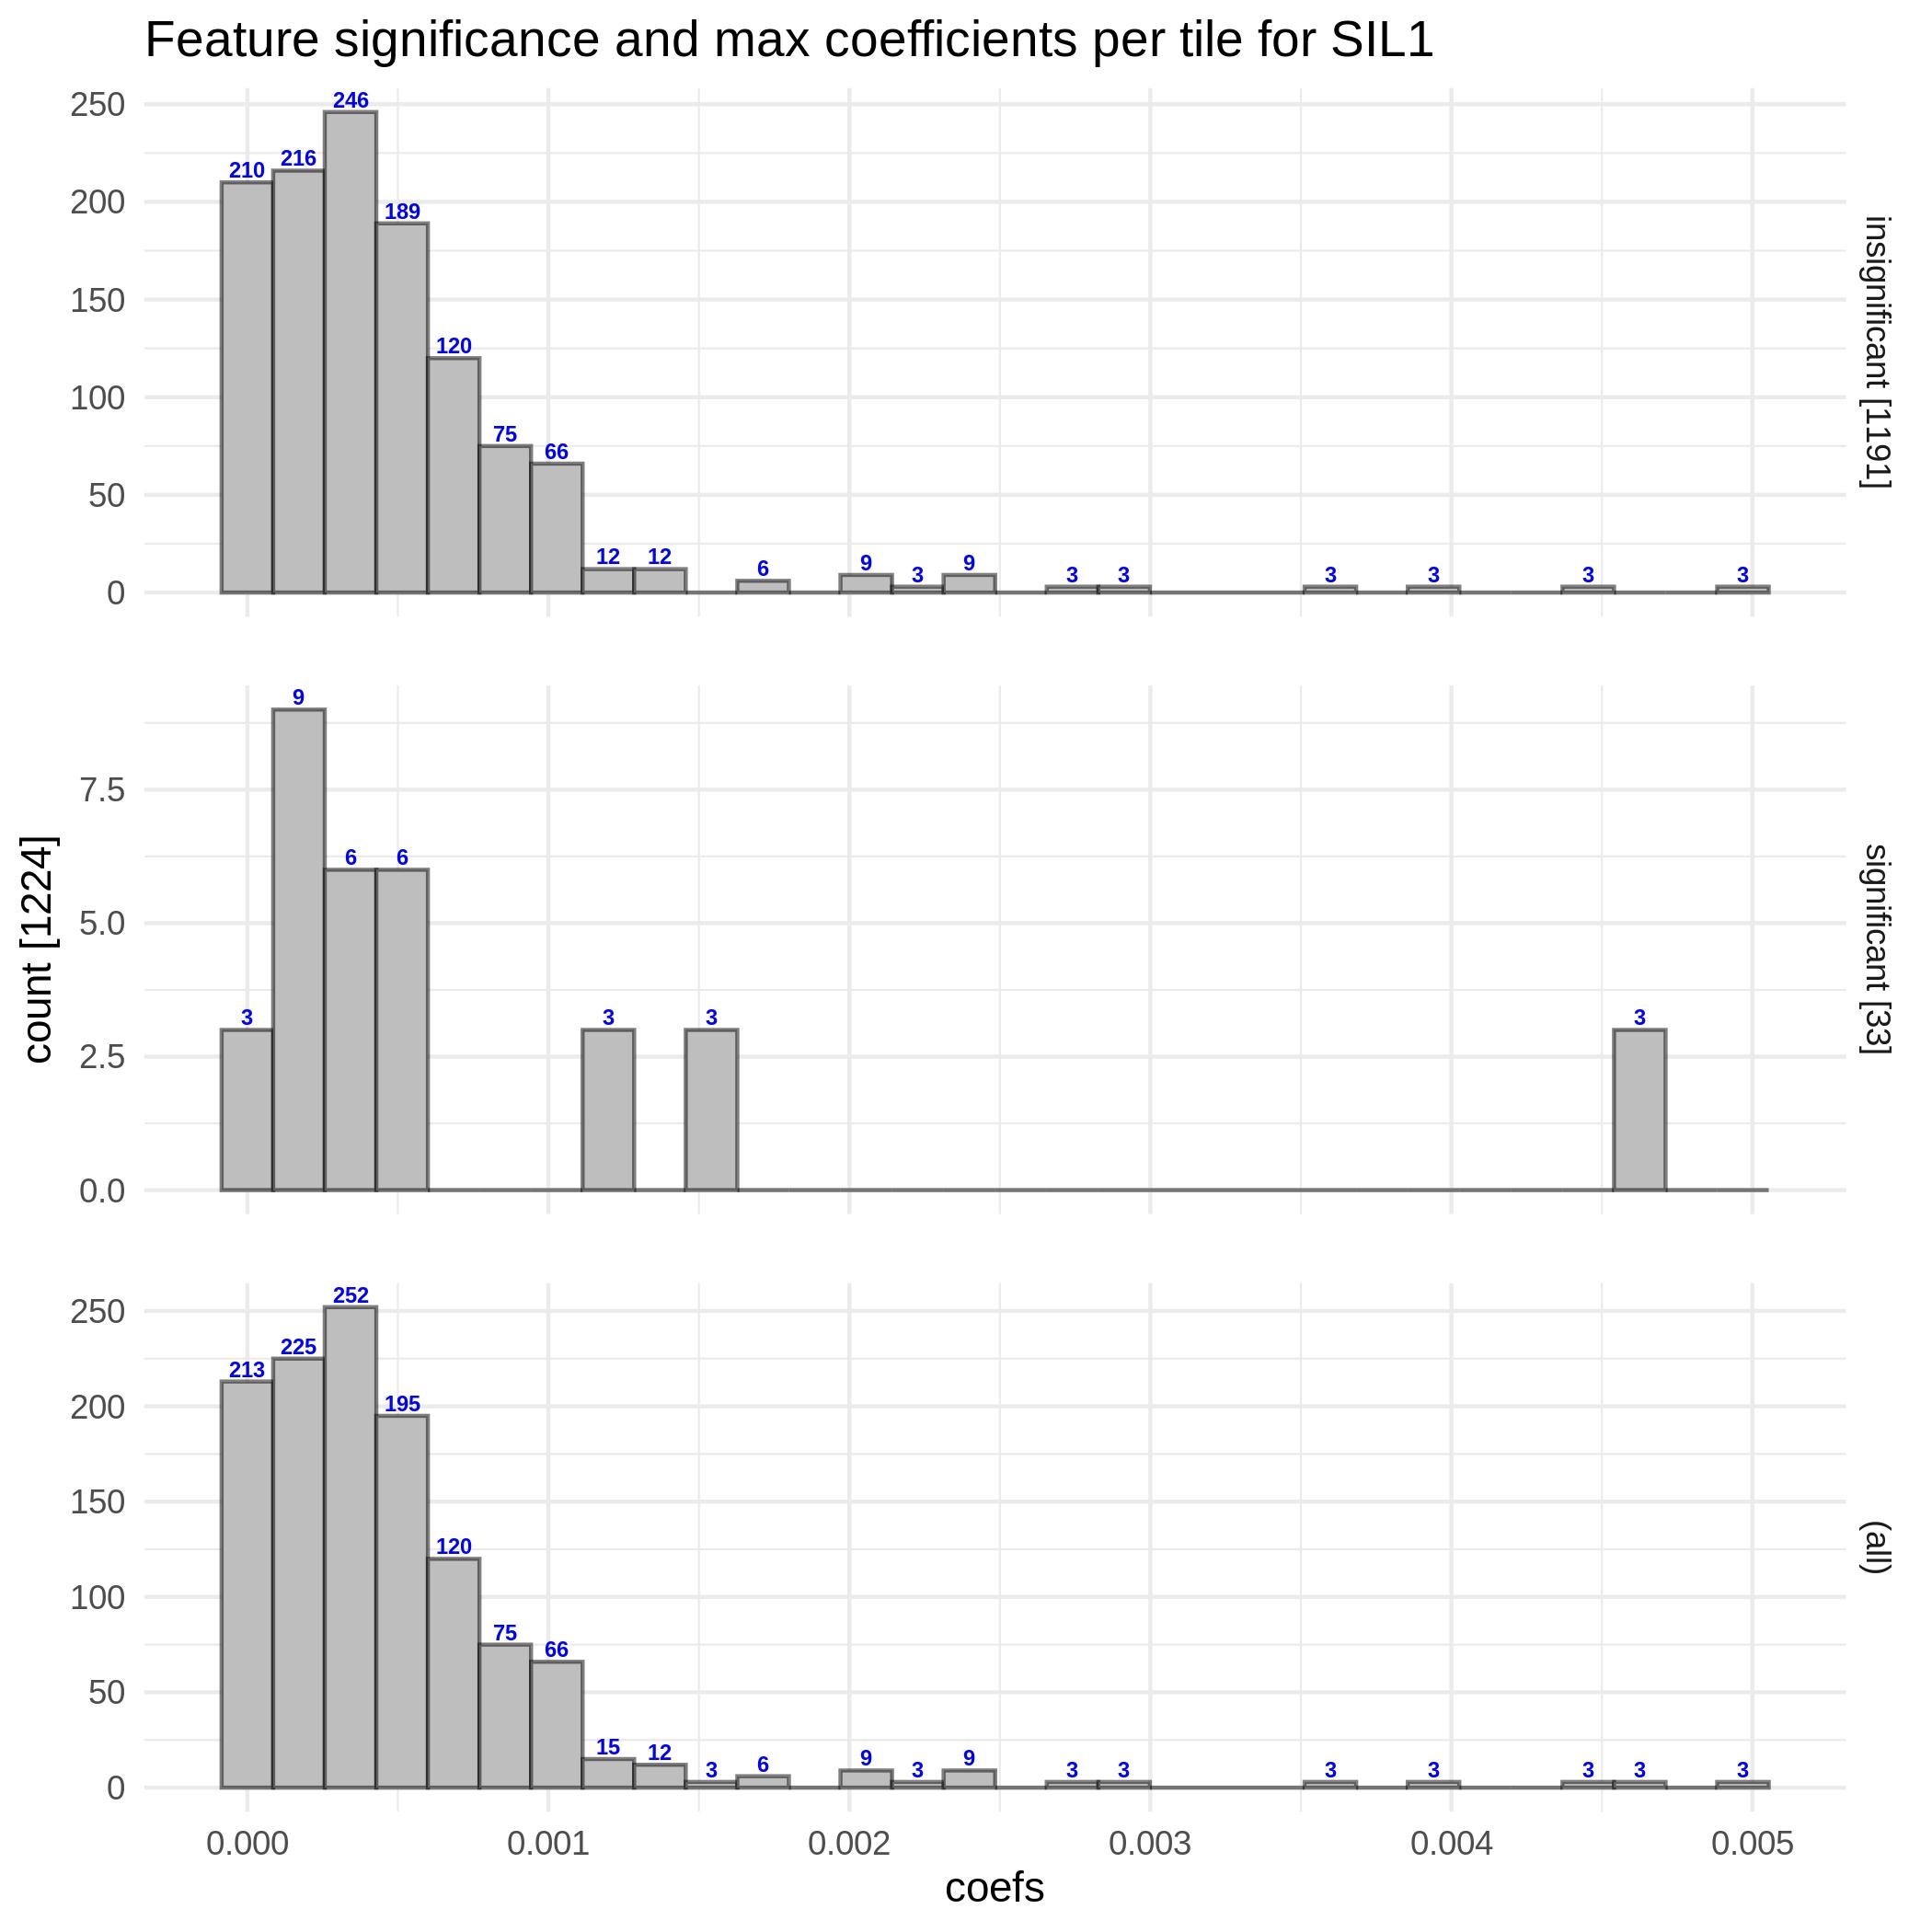 Feature significance and max coefficients per tile for SIL1
250
200
150
100
50
0
210 216 246 189 120 75 66 12 12 6 9 3 9 3 3 3 3 3 3
insignificant [1191]
count [1224]
7.5
5.0
2.5
0.0
3 9 6 6 3 3 3
significant [33]
250
200
150
100
50
0
213 225 252 195 120 75 66 15 12 3 6 9 3 9 3 3 3 3 3 3 3
(all)
0.000 0.001 0.002 0.003 0.004 0.005
coefs